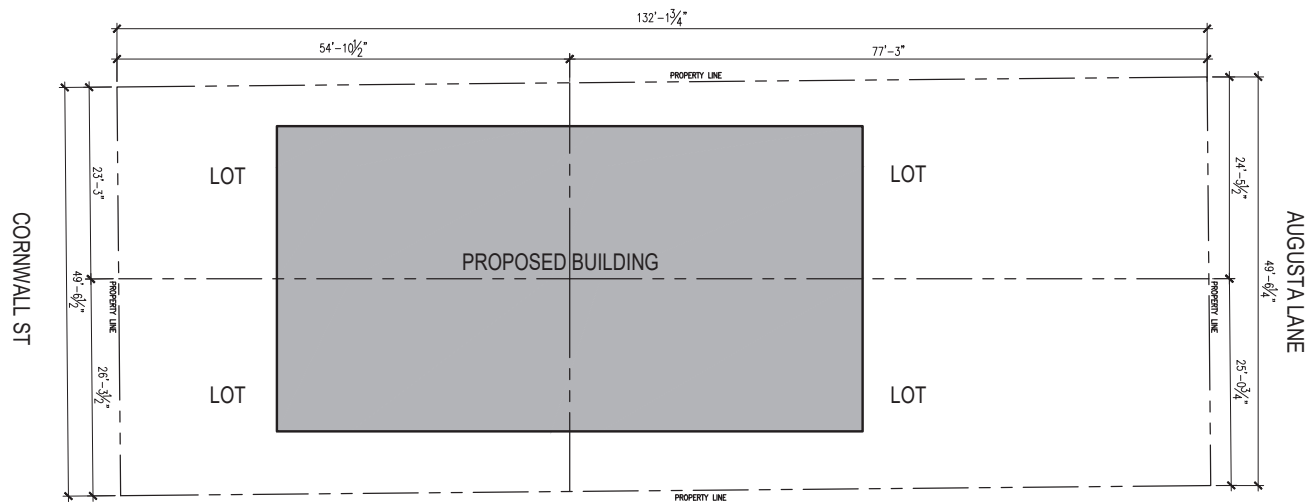 132'-1¾"
54'-10½"
77'-3"
PROPERTY LINE
23'-3"
24'-5½"
LOT
LOT
CORNWALL ST
49'-6½"
PROPERTY LINE
PROPOSED BUILDING
PROPERTY LINE
49'-6¼"
AUGUSTA LANE
26'-3½"
25'-0¾"
LOT
LOT
PROPERTY LINE